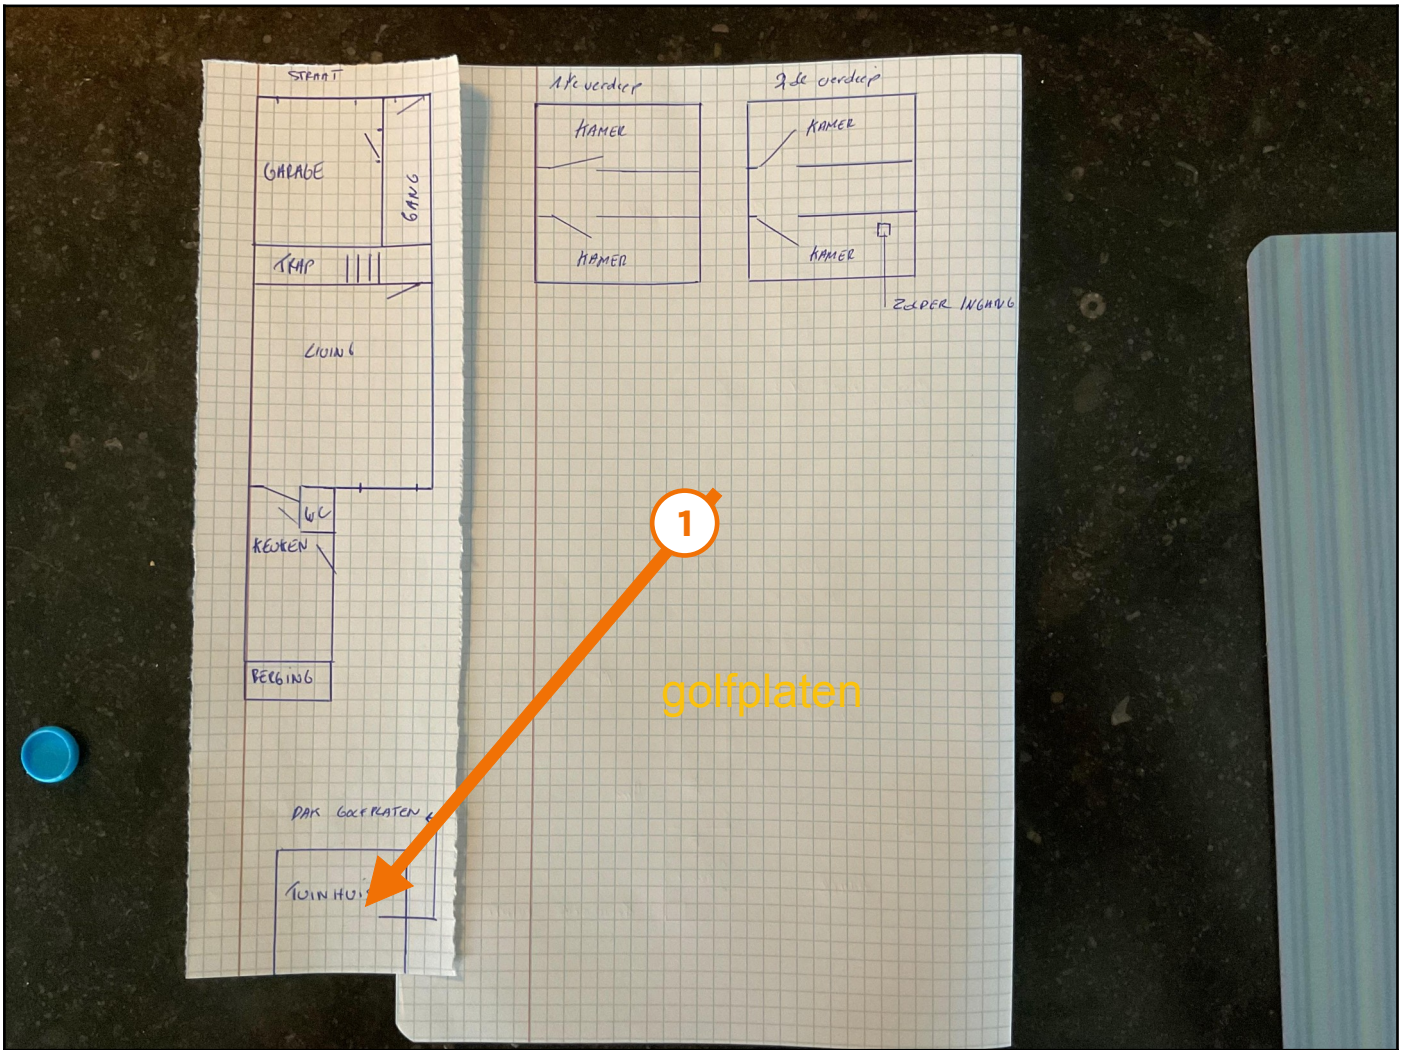 STRAAT
GARAGE
GANG
TRAP
LIVING
WC
KEUKEN
BERGING
DAK GOLFPLATEN
TUINHUIS
1ste verdiep
KAMER
KAMER
2de verdiep
KAMER
KAMER
ZOLDER INGANG
1
golfplaten